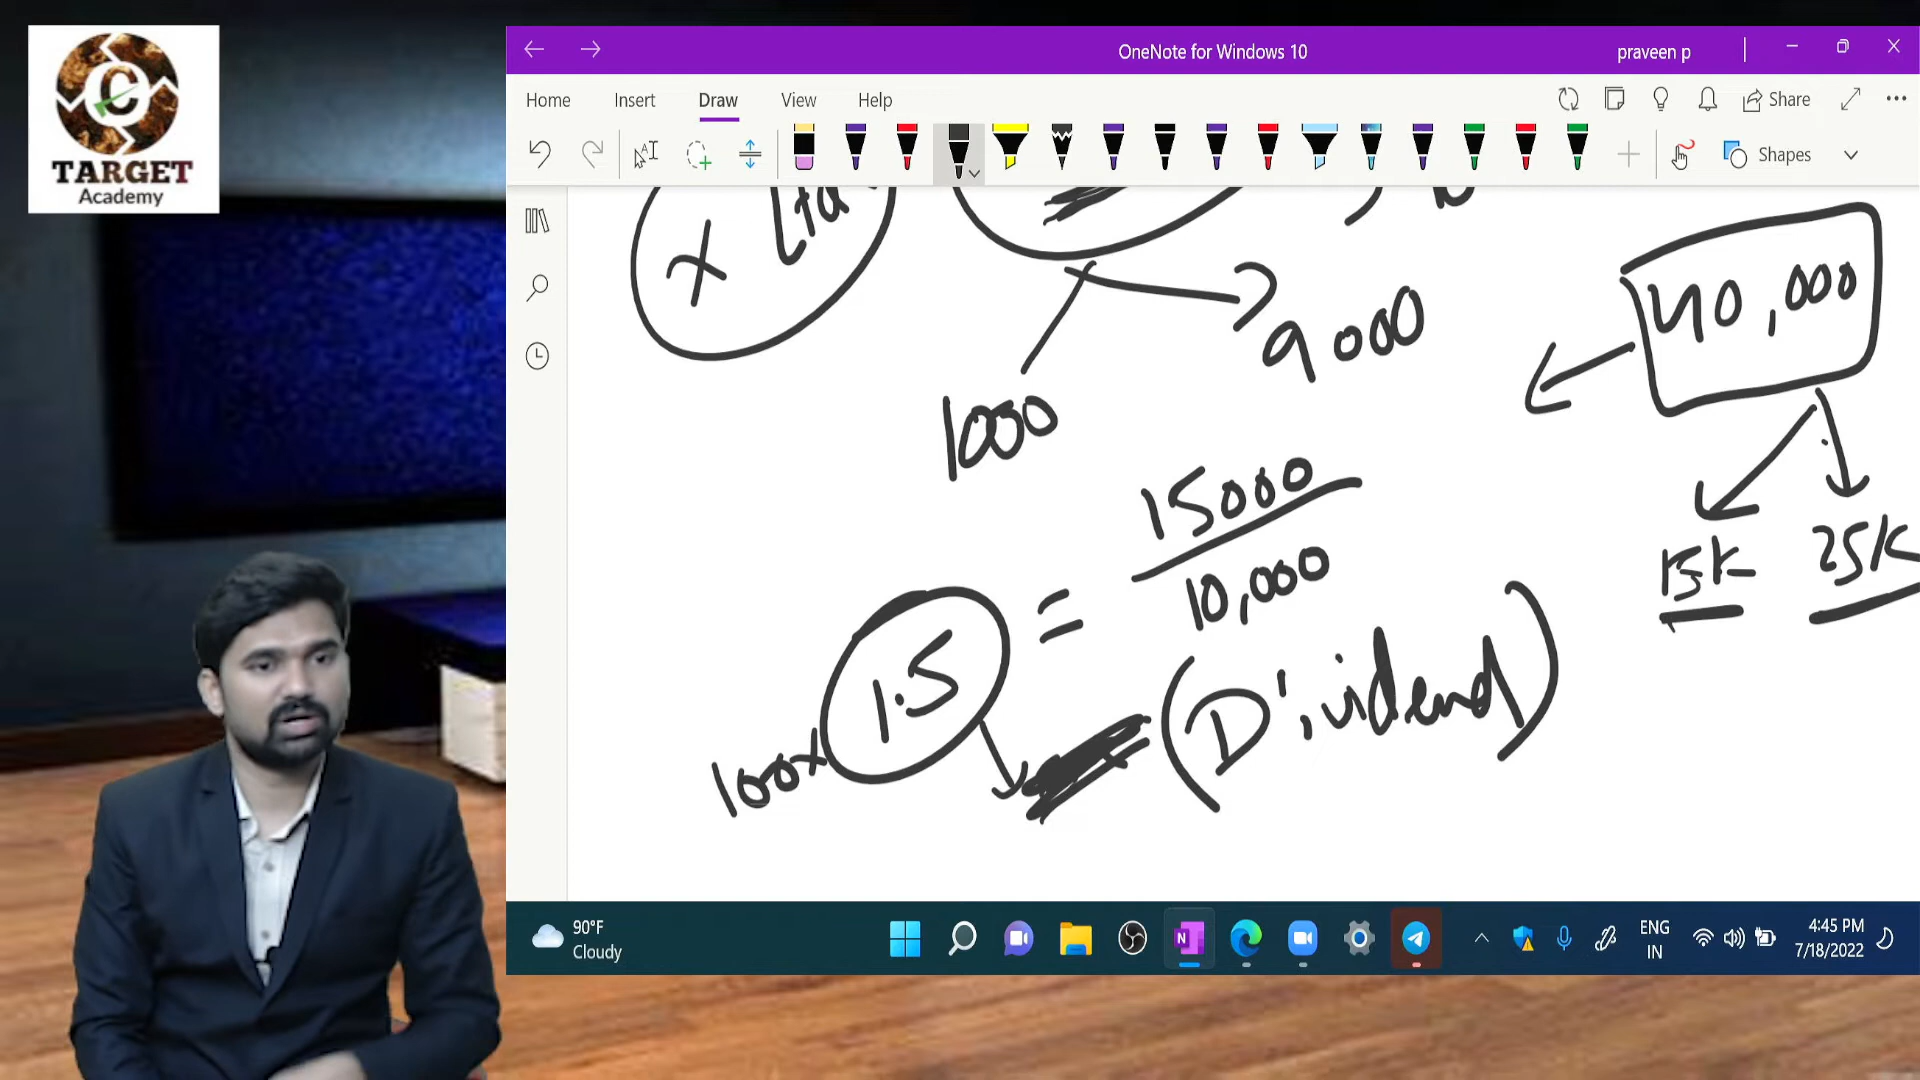 C
TARGET
Academy
OneNote for Windows 10
praveen p
Home Insert Draw View Help
Share
Shapes
X Ltd
40,000
9000
1000
15K 25K
15000
10,000
=
1.5
100x
(Dividend)
90°F
Cloudy
ENG
IN
4:45 PM
7/18/2022